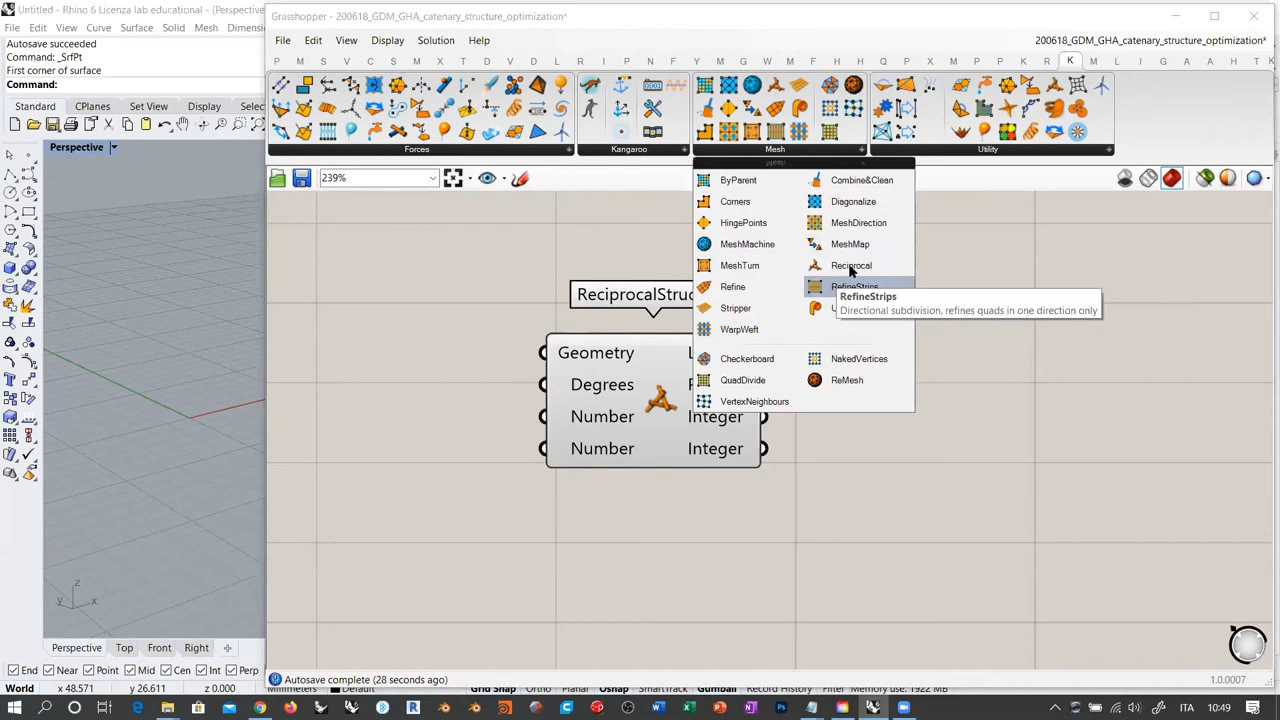 Untitled - Rhino 6 Licenza lab educational - [Perspective
File Edit View Curve Surface Solid Mesh Dimens
Autosave succeeded
Command: _SrfPt
First corner of surface
Command:
Standard CPlanes Set View Display Selec
Perspective
z
y x
Perspective Top Front Right
End Near Point Mid Cen Int Perp
World x 48.571 y 26.611 z 0.000 Millimeters Default Grid Snap Ortho Planar Osnap SmartTrack Gumball Record History Filter Memory use: 1922 MB
Grasshopper - 200618_GDM_GHA_catenary_structure_optimization*
File Edit View Display Solution Help 200618_GDM_GHA_catenary_structure_optimization*
P M S V C S M I T D W B L F H F B H Y M D G W H F F H P R A K M L
Forces Kangaroo Mesh Utility
239%
Mesh
ByParent Combine&Clean
Corners Diagonalize
HingePoints MeshDirection
MeshMachine MeshMap
MeshTurn Reciprocal
Refine RefineStrips
Stripper U
WarpWeft
Checkerboard NakedVertices
QuadDivide ReMesh
VertexNeighbours
RefineStrips
Directional subdivision, refines quads in one direction only
ReciprocalStruc
Geometry L
Degrees P
Number Integer
Number Integer
Autosave complete (28 seconds ago) 1.0.0007
ITA 10:49